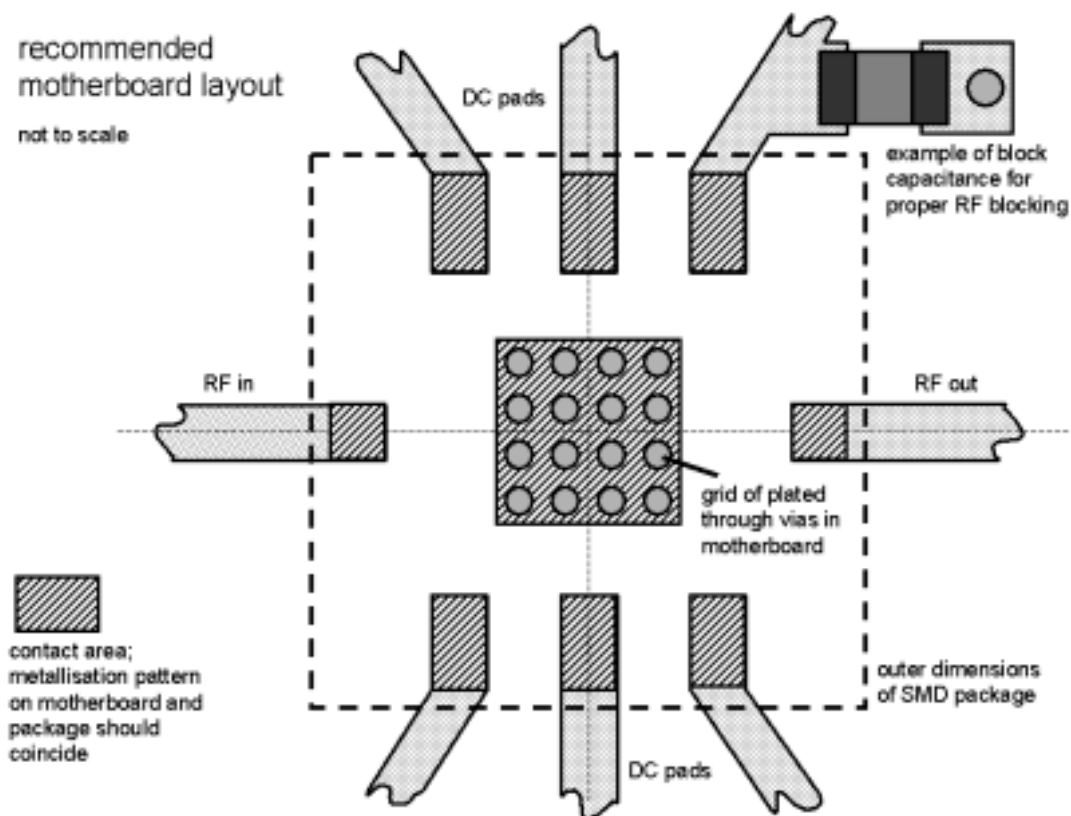 recommended
motherboard layout
not to scale
DC pads
example of block
capacitance for
proper RF blocking
RF in
RF out
grid of plated
through vias in
motherboard
contact area;
metallisation pattern
on motherboard and
package should
coincide
outer dimensions
of SMD package
DC pads